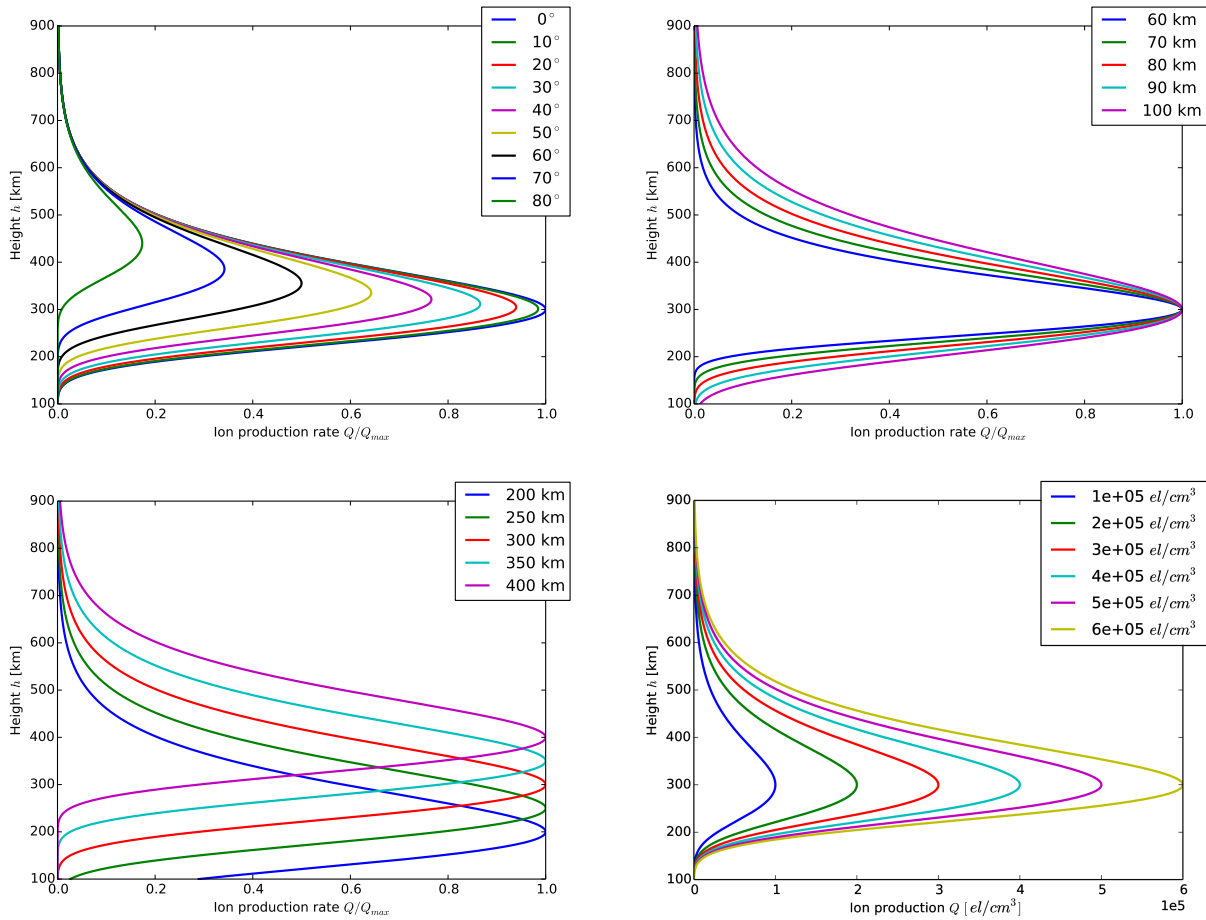 900
800
700
600
500
400
300
200
100
Height h [km]
0.0 0.2 0.4 0.6 0.8 1.0
Ion production rate Q/Q_max
0°
10°
20°
30°
40°
50°
60°
70°
80°
900
800
700
600
500
400
300
200
100
Height h [km]
0.0 0.2 0.4 0.6 0.8 1.0
Ion production rate Q/Q_max
60 km
70 km
80 km
90 km
100 km
900
800
700
600
500
400
300
200
100
Height h [km]
0.0 0.2 0.4 0.6 0.8 1.0
Ion production rate Q/Q_max
200 km
250 km
300 km
350 km
400 km
900
800
700
600
500
400
300
200
100
Height h [km]
0 1 2 3 4 5 6
1e5
Ion production Q [el/cm³]
1e+05 el/cm³
2e+05 el/cm³
3e+05 el/cm³
4e+05 el/cm³
5e+05 el/cm³
6e+05 el/cm³